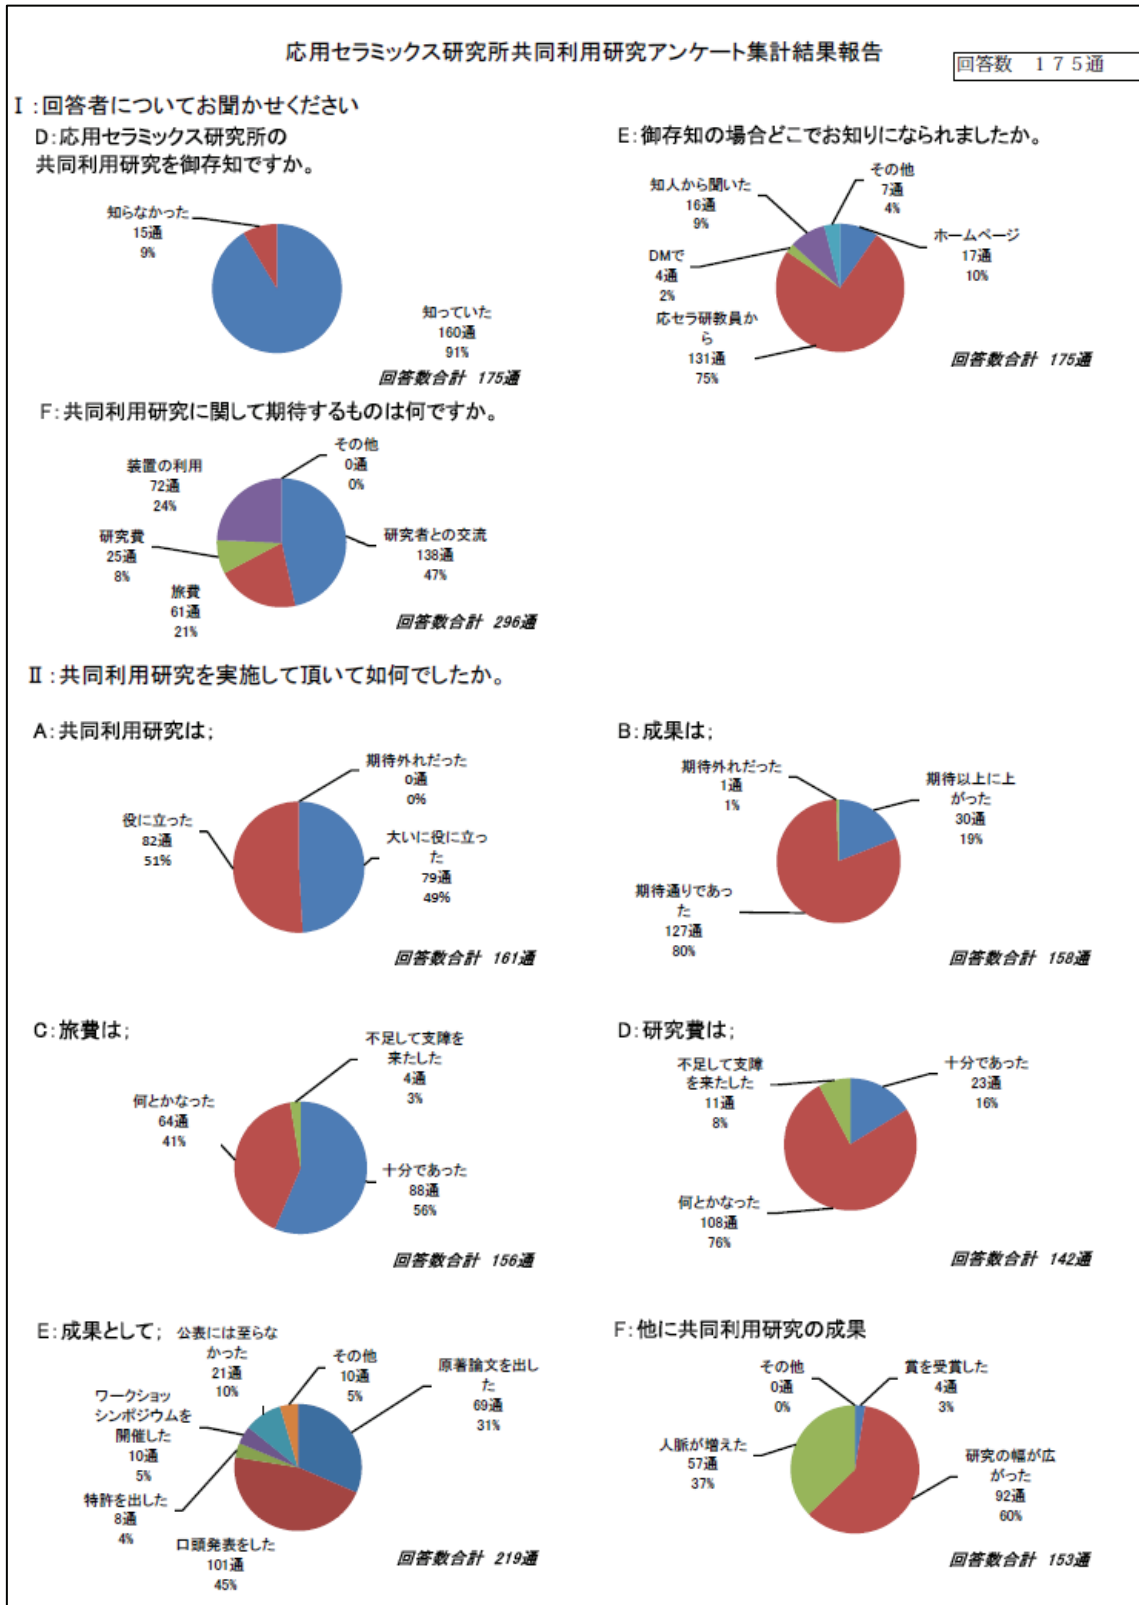 応用セラミックス研究所共同利用研究アンケート集計結果報告
回答数　１７５通
Ⅰ：回答者についてお聞かせください
D：応用セラミックス研究所の
共同利用研究を御存知ですか。
知らなかった
15通
9%
知っていた
160通
91%
回答数合計 175通
E：御存知の場合どこでお知りになられましたか。
その他
7通
4%
知人から聞いた
16通
9%
ホームページ
17通
10%
DMで
4通
2%
応セラ研教員か
ら
131通
75%
回答数合計 175通
F：共同利用研究に関して期待するものは何ですか。
その他
0通
0%
装置の利用
72通
24%
研究者との交流
138通
47%
研究費
25通
8%
旅費
61通
21%
回答数合計 296通
Ⅱ：共同利用研究を実施して頂いて如何でしたか。
A：共同利用研究は；
期待外れだった
0通
0%
役に立った
82通
51%
大いに役に立っ
た
79通
49%
回答数合計 161通
B：成果は；
期待外れだった
1通
1%
期待以上に上
がった
30通
19%
期待通りであっ
た
127通
80%
回答数合計 158通
C：旅費は；
不足して支障を
来たした
4通
3%
何とかなった
64通
41%
十分であった
88通
56%
回答数合計 156通
D：研究費は；
不足して支障
を来たした
11通
8%
十分であった
23通
16%
何とかなった
108通
76%
回答数合計 142通
E：成果として；
公表には至らな
かった
21通
10%
その他
10通
5%
原著論文を出し
た
69通
31%
ワークショッ
シンポジウムを
開催した
10通
5%
特許を出した
8通
4%
口頭発表をした
101通
45%
回答数合計 219通
F：他に共同利用研究の成果
その他
0通
0%
賞を受賞した
4通
3%
人脈が増えた
57通
37%
研究の幅が広
がった
92通
60%
回答数合計 153通